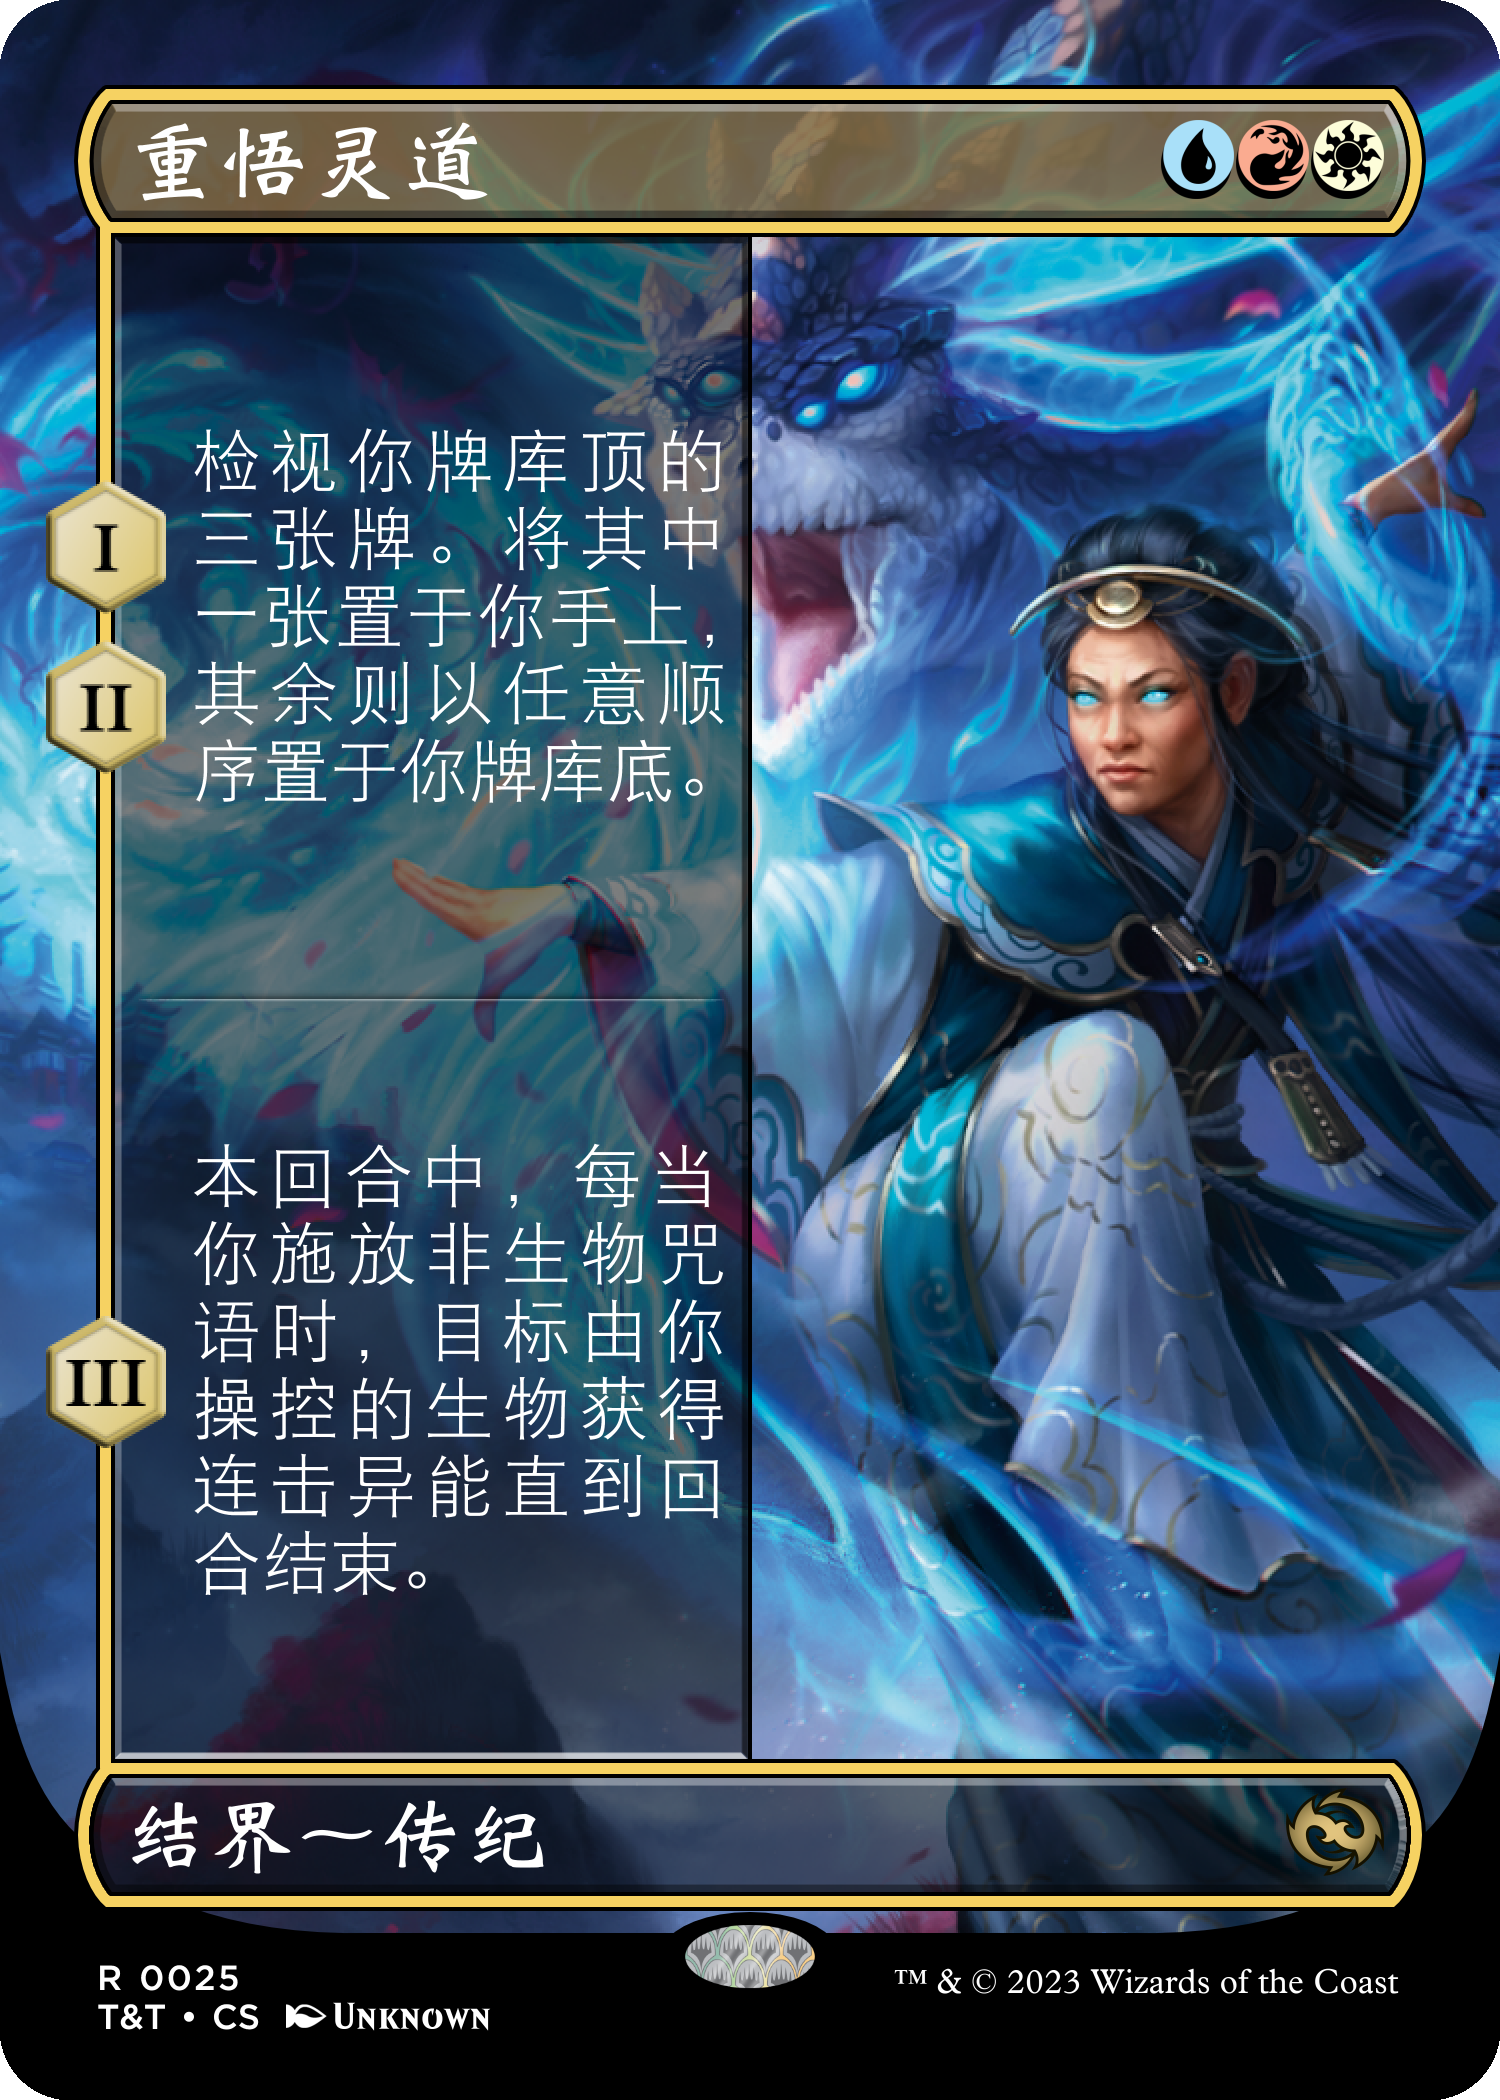 重悟灵道
检视你牌库顶的
三张牌。将其中
一张置于你手上，
其余则以任意顺
序置于你牌库底。
I
II
本回合中，每当
你施放非生物咒
语时，目标由你
操控的生物获得
连击异能直到回
合结束。
III
结界～传纪
R 0025
T&T • CS UNKNOWN
™ & © 2023 Wizards of the Coast